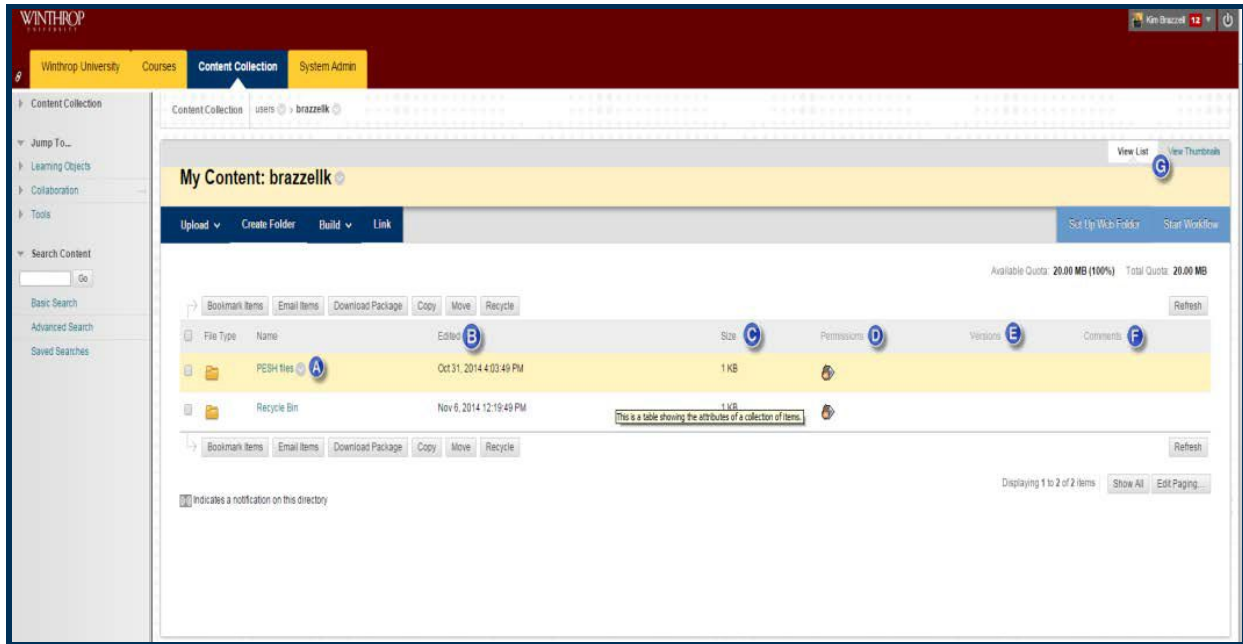 WINTHROP
UNIVERSITY
Kim Brazzell 12
Winthrop University Courses Content Collection System Admin
Content Collection
Jump To...
Learning Objects
Collaboration
Tools
Search Content
Go
Basic Search
Advanced Search
Saved Searches
Content Collection users > brazzellk
View List View Thumbnails
G
My Content: brazellk
Upload Create Folder Build Link Set Up Web Folder Start Workflow
Available Quota: 20.00 MB (100%) Total Quota: 20.00 MB
Bookmark Items Email Items Download Package Copy Move Recycle Refresh
File Type Name Edited B Size C Permissions D Versions E Comments F
PESH files A Oct 31, 2014 4:03:49 PM 1 KB
Recycle Bin Nov 6, 2014 12:19:49 PM 1 KB
This is a table showing the attributes of a collection of items.
Bookmark Items Email Items Download Package Copy Move Recycle Refresh
Displaying 1 to 2 of 2 items Show All Edit Paging...
Indicates a notification on this directory